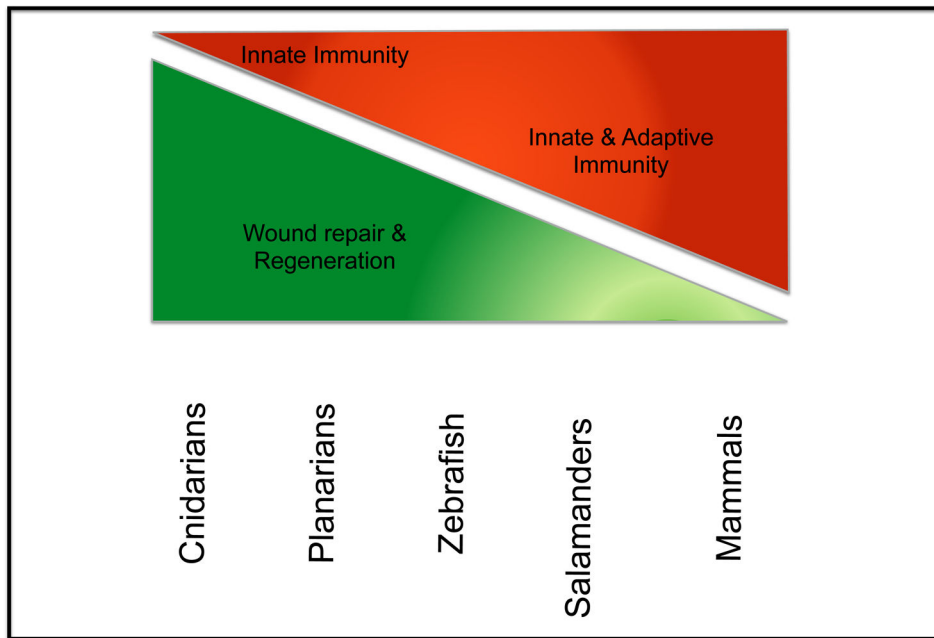 Innate Immunity
Innate & Adaptive
Immunity
Wound repair &
Regeneration
Cnidarians
Planarians
Zebrafish
Salamanders
Mammals